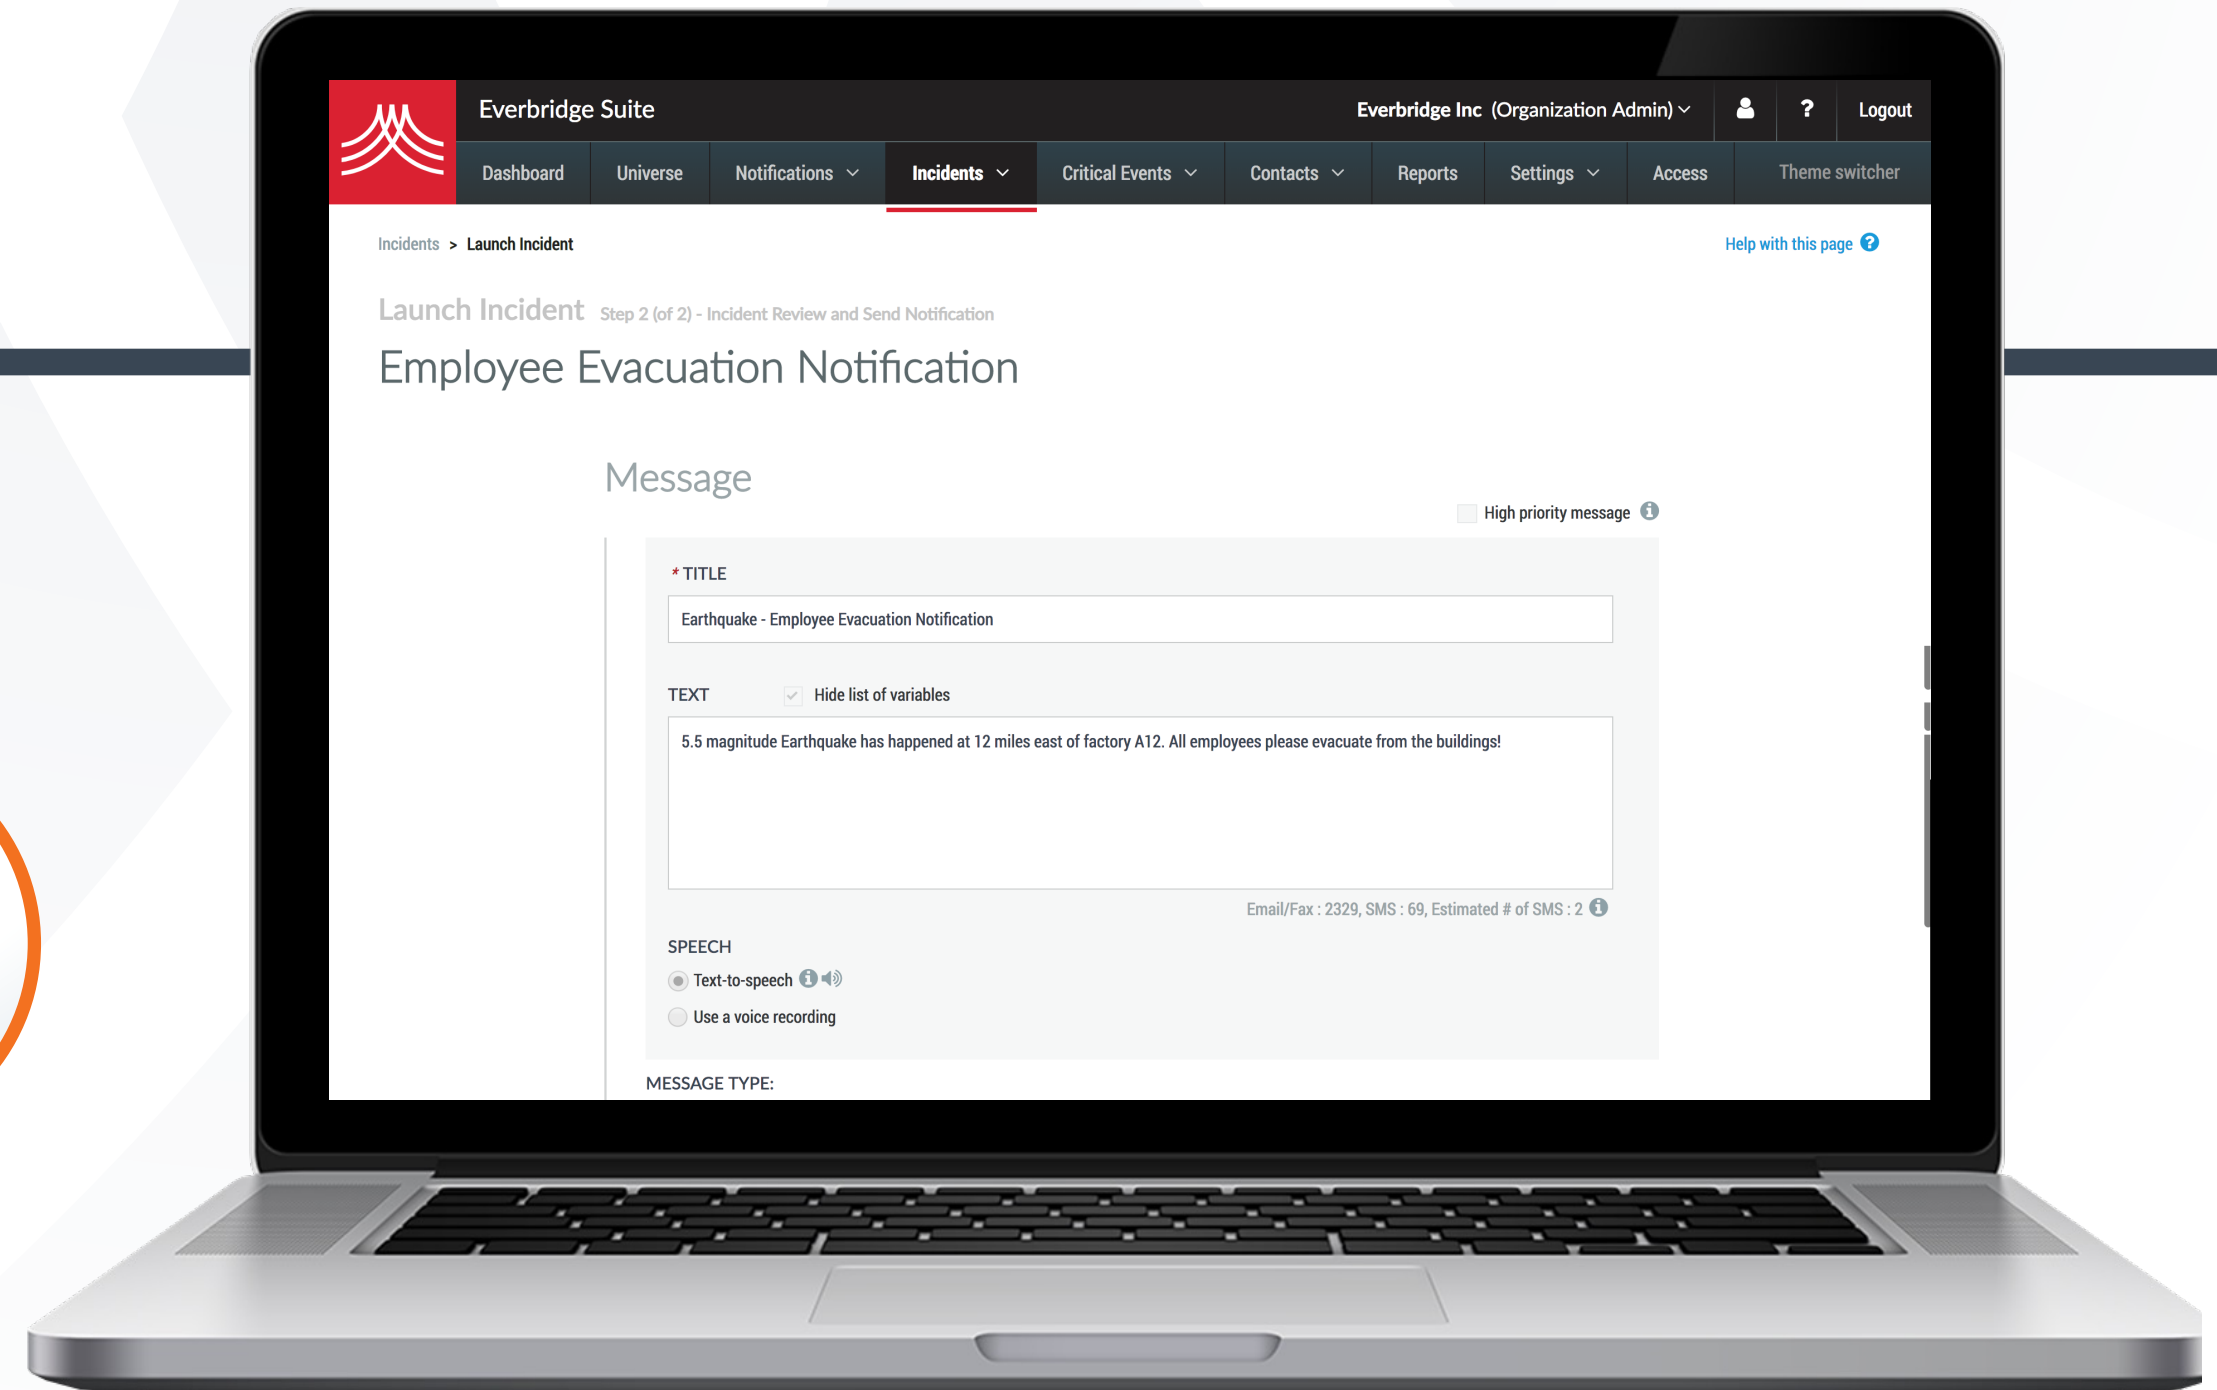 Everbridge Suite
Everbridge Inc (Organization Admin)
?
Logout
Dashboard
Universe
Notifications
Incidents
Critical Events
Contacts
Reports
Settings
Access
Theme switcher
Incidents > Launch Incident
Help with this page ?
Launch Incident Step 2 (of 2) - Incident Review and Send Notification
Employee Evacuation Notification
Message
High priority message i
* TITLE
Earthquake - Employee Evacuation Notification
TEXT
Hide list of variables
5.5 magnitude Earthquake has happened at 12 miles east of factory A12. All employees please evacuate from the buildings!
Email/Fax : 2329, SMS : 69, Estimated # of SMS : 2 i
SPEECH
Text-to-speech i
Use a voice recording
MESSAGE TYPE: